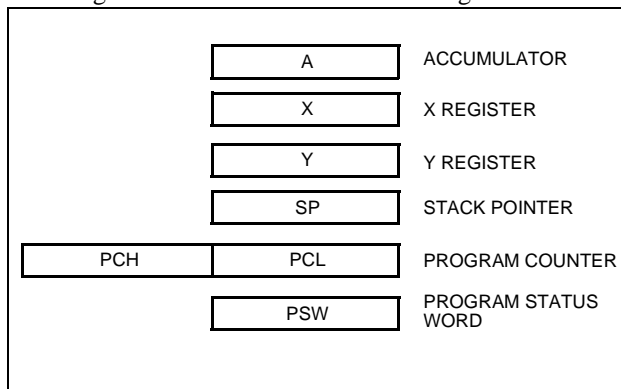 A ACCUMULATOR
X X REGISTER
Y Y REGISTER
SP STACK POINTER
PCH PCL PROGRAM COUNTER
PSW PROGRAM STATUS
WORD